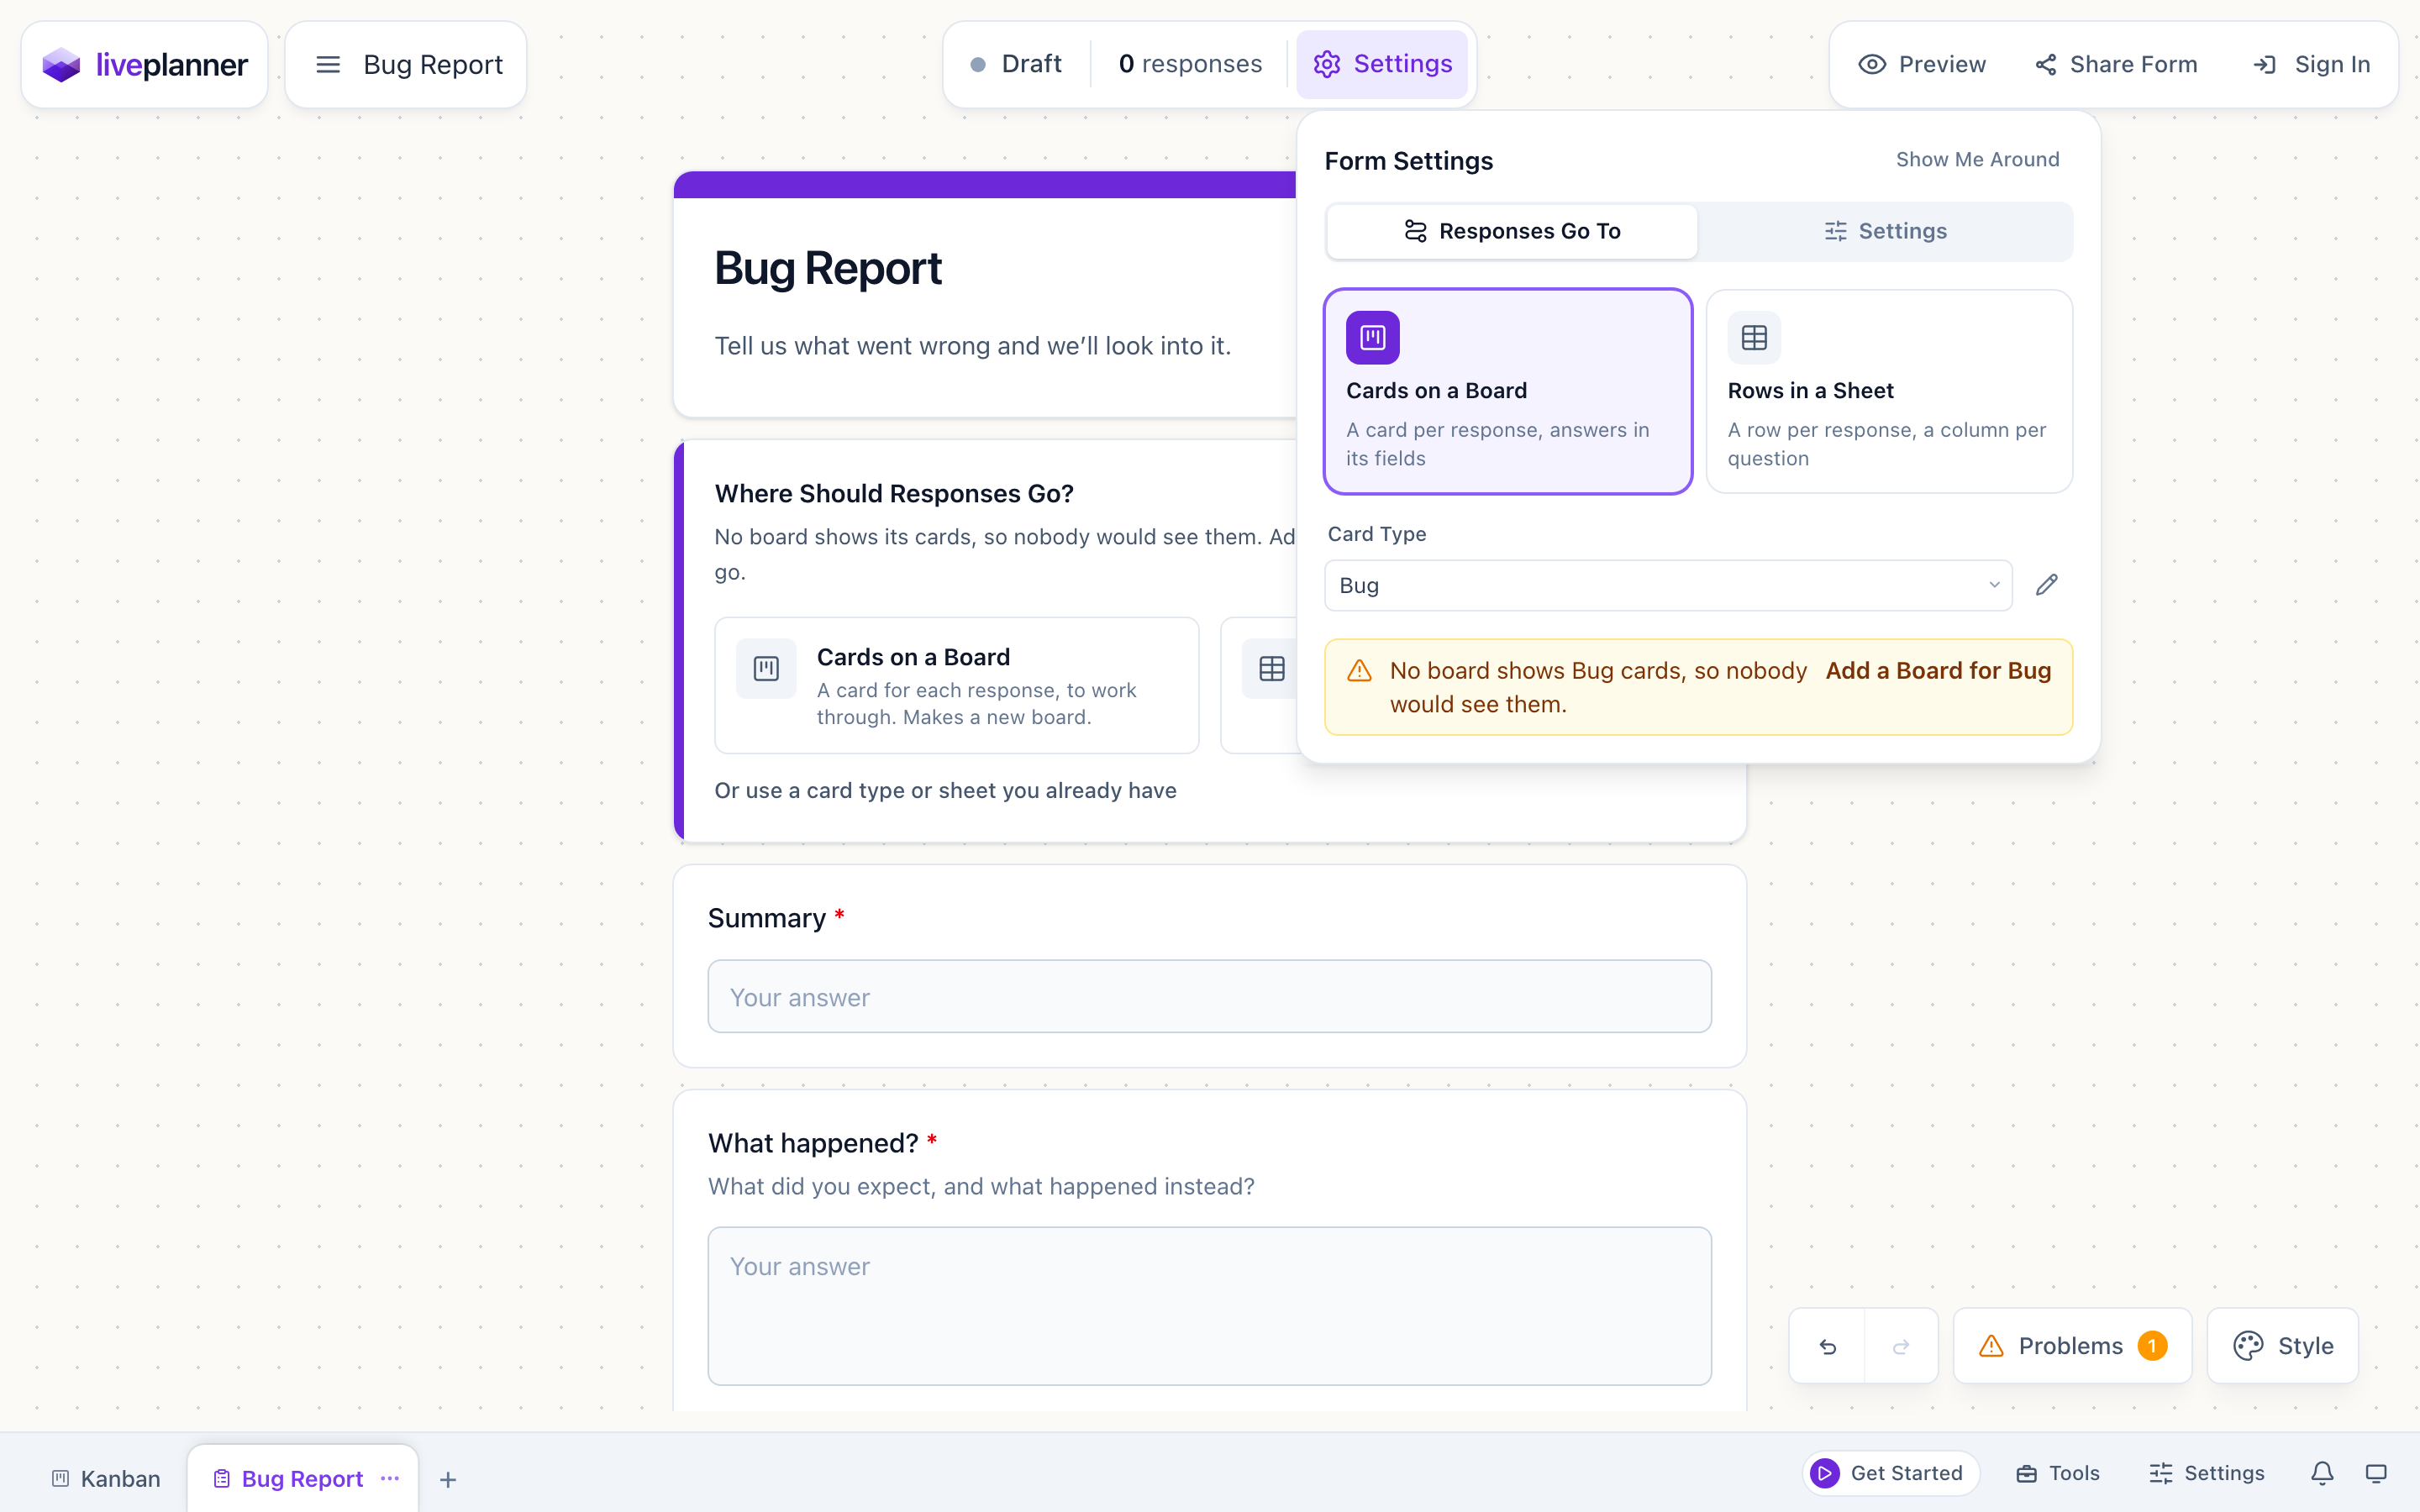 liveplanner
Bug Report
Draft
0 responses
Settings
Preview
Share Form
Sign In
Form Settings
Show Me Around
Responses Go To
Settings
Cards on a Board
A card per response, answers in
its fields
Rows in a Sheet
A row per response, a column per
question
Card Type
Bug
No board shows Bug cards, so nobody
would see them.
Add a Board for Bug
Bug Report
Tell us what went wrong and we’ll look into it.
Where Should Responses Go?
No board shows its cards, so nobody would see them.
go.
Cards on a Board
A card for each response, to work
through. Makes a new board.
Or use a card type or sheet you already have
Summary *
Your answer
What happened? *
What did you expect, and what happened instead?
Your answer
Problems 1
Style
Kanban
Bug Report
Get Started
Tools
Settings